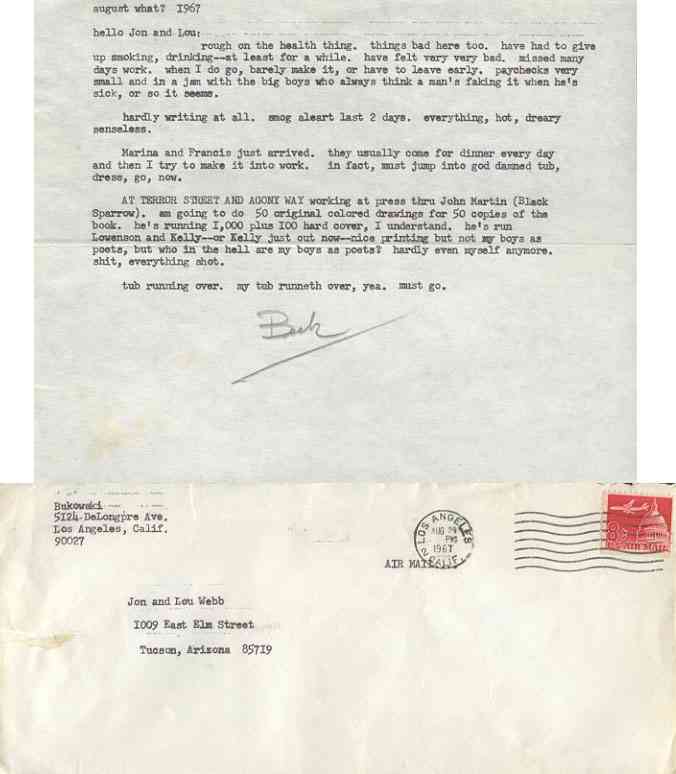 august what? I967
hello Jon and Lou:
rough on the health thing. things bad here too. have had to give
up smoking, drinking--at least for a while. have felt very very bad. missed many
days work. when I do go, barely make it, or have to leave early. paychecks very
small and in a jam with the big boys who always think a man's faking it when he's
sick, or so it seems.
hardly writing at all. smog aleart last 2 days. everything, hot, dreary
senseless.
Marina and Francis just arrived. they usually come for dinner every day
and then I try to make it into work. in fact, must jump into god damned tub,
dress, go, now.
AT TERROR STREET AND AGONY WAY working at press thru John Martin (Black
Sparrow). am going to do 50 original colored drawings for 50 copies of the
book. he's running I,000 plus I00 hard cover, I understand. he's run
Lowenson and Kelly--or Kelly just out now--nice printing but not my boys as
poets, but who in the hell are my boys as poets? hardly even myself anymore.
shit, everything shot.
tub running over. my tub runneth over, yea. must go.
Buk
Bukowski
5I24 DeLongpre Ave.
Los Angeles, Calif.
90027
LOS ANGELES
AUG 29
PM
1967
CALIF.
8¢
US AIR MAIL
AIR MAIL
Jon and Lou Webb
I009 East Elm Street
Tucson, Arizona 857I9